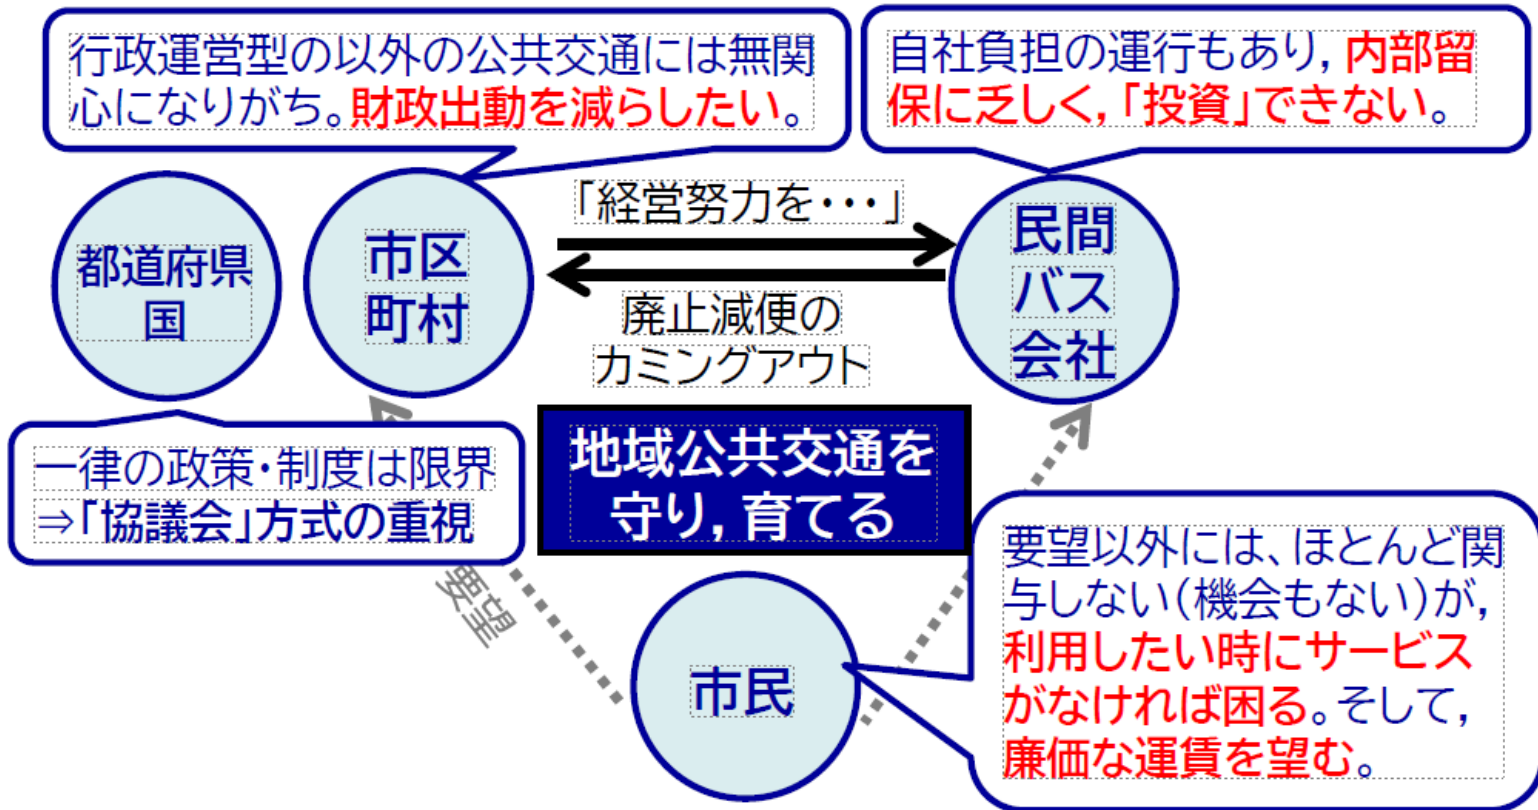 行政運営型の以外の公共交通には無関
心になりがち。財政出動を減らしたい。
自社負担の運行もあり,内部留
保に乏しく,「投資」できない。
都道府県
国
市区
町村
「経営努力を・・・」
廃止減便の
カミングアウト
民間
バス
会社
一律の政策・制度は限界
⇒「協議会」方式の重視
地域公共交通を
守り,育てる
要望
市民
要望以外には、ほとんど関
与しない(機会もない)が,
利用したい時にサービス
がなければ困る。そして,
廉価な運賃を望む。